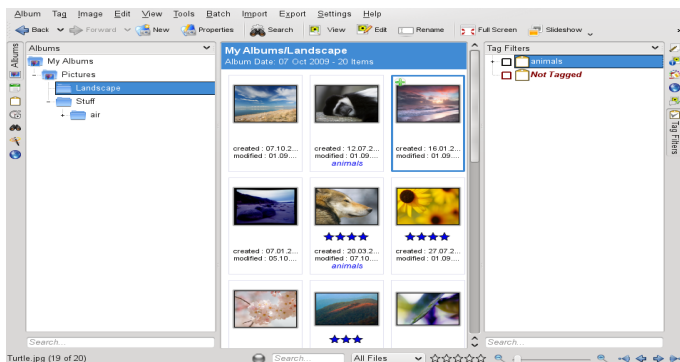 Album Tag Image Edit View Tools Batch Import Export Settings Help
Back Forward New Properties Search View Edit Rename Full Screen Slideshow
Albums
Albums
My Albums
Pictures
Landscape
Stuff
air
Search...
My Albums/Landscape
Album Date: 07 Oct 2009 - 20 Items
created : 07.10.2...
modified : 01.09....
created : 12.07.2...
modified : 01.09....
animals
created : 16.01.2...
modified : 01.09....
created : 07.01.2...
modified : 05.10....
created : 20.03.2...
modified : 07.10....
animals
created : 27.07.2...
modified : 01.09....
Tag Filters
animals
Not Tagged
Search...
Tag Filters
Turtle.jpg (19 of 20)
Search...
All Files